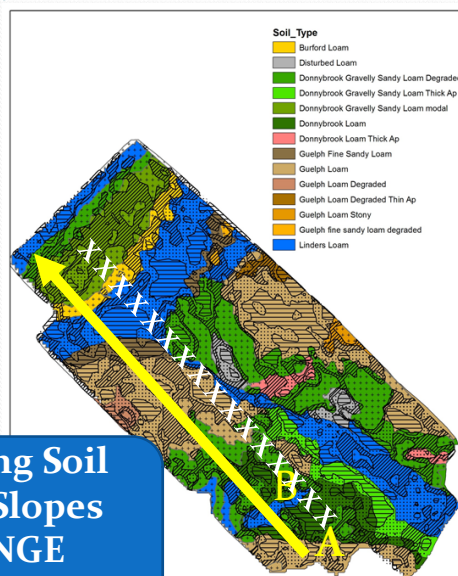 Soil_Type
Burford Loam
Disturbed Loam
Donnybrook Gravelly Sandy Loam Degraded
Donnybrook Gravelly Sandy Loam Thick Ap
Donnybrook Gravelly Sandy Loam modal
Donnybrook Loam
Donnybrook Loam Thick Ap
Guelph Fine Sandy Loam
Guelph Loam
Guelph Loam Degraded
Guelph Loam Degraded Thin Ap
Guelph Loam Stony
Guelph fine sandy loam degraded
Linders Loam
B
A
ng Soil
Slopes
NGE